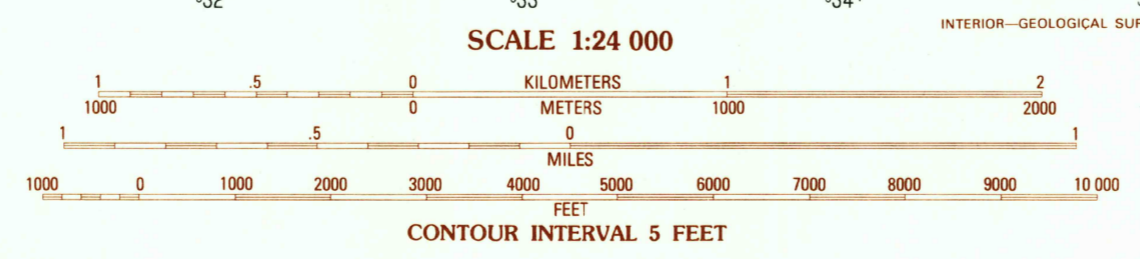 INTERIOR—GEOLOGICAL
SCALE 1:24 000
1 .5 0 KILOMETERS 1 2
1000 0 METERS 1000 2000
1 .5 0 1
MILES
1000 0 1000 2000 3000 4000 5000 6000 7000 8000 9000 10 000
FEET
CONTOUR INTERVAL 5 FEET